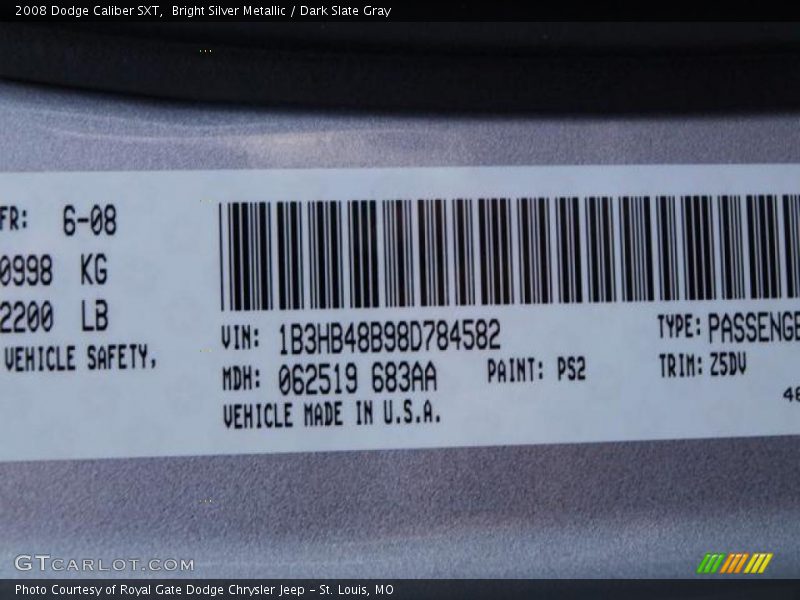 2008 Dodge Caliber SXT,  Bright Silver Metallic / Dark Slate Gray
FR: 6-08
0998 KG
2200 LB
VEHICLE SAFETY,
VIN: 1B3HB48B98D784582
TYPE: PASSENGE
MDH: 062519 683AA PAINT: PS2
TRIM: Z5DV
VEHICLE MADE IN U.S.A.
48
GTCARLOT.COM
Photo Courtesy of Royal Gate Dodge Chrysler Jeep - St. Louis, MO